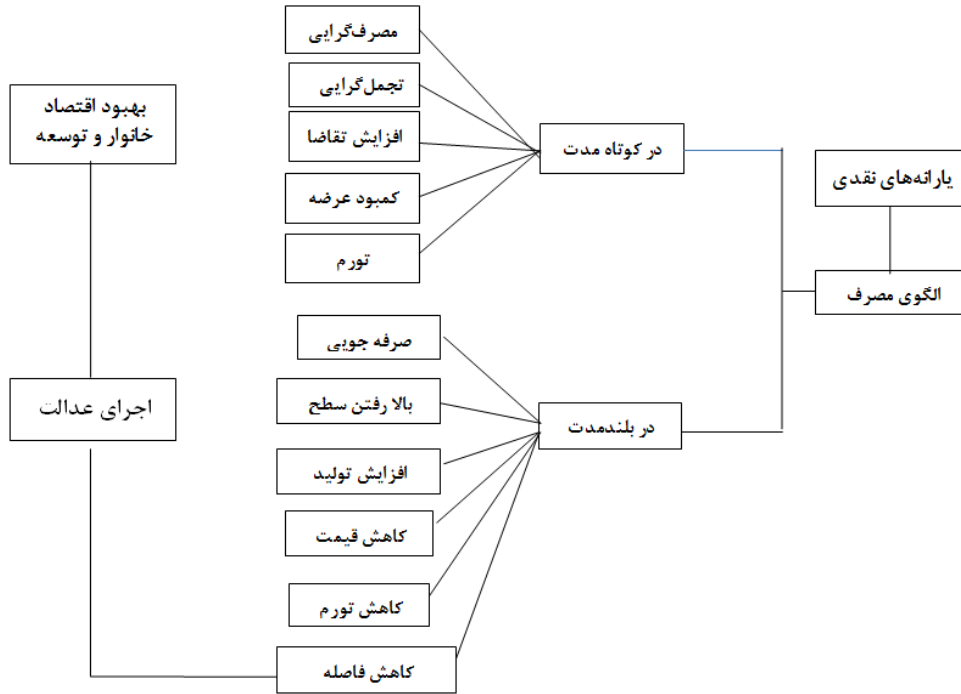 یارانه‌های نقدی
الگوی مصرف
در کوتاه مدت
مصرف‌گرایی
تجمل‌گرایی
افزایش تقاضا
کمبود عرضه
تورم
در بلندمدت
صرفه جویی
بالا رفتن سطح
افزایش تولید
کاهش قیمت
کاهش تورم
کاهش فاصله
اجرای عدالت
بهبود اقتصاد
خانوار و توسعه